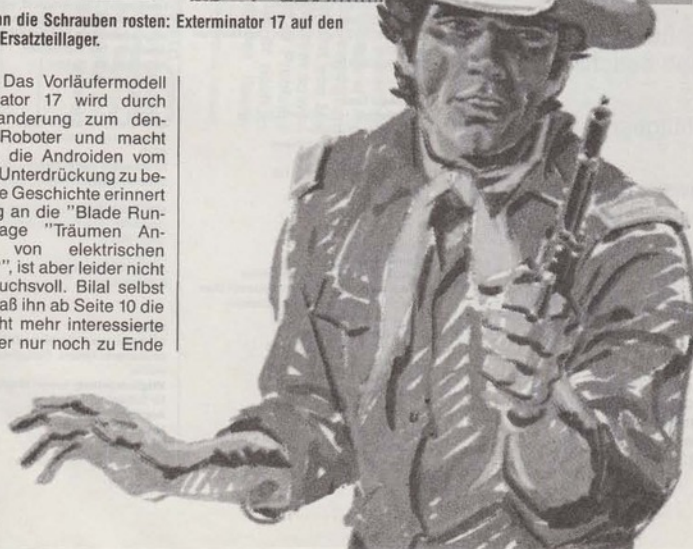 n die Schrauben rosten: Exterminator 17 auf den
Ersatzteillager.
Das Vorläufermodell
ator 17 wird durch
anderung zum den-
Roboter und macht
die Androiden vom
Unterdrückung zu be-
e Geschichte erinnert
g an die "Blade Run-
age "Träumen An-
von elektrischen
", ist aber leider nicht
uchsvoll. Bilal selbst
aß ihn ab Seite 10 die
ht mehr interessierte
er nur noch zu Ende